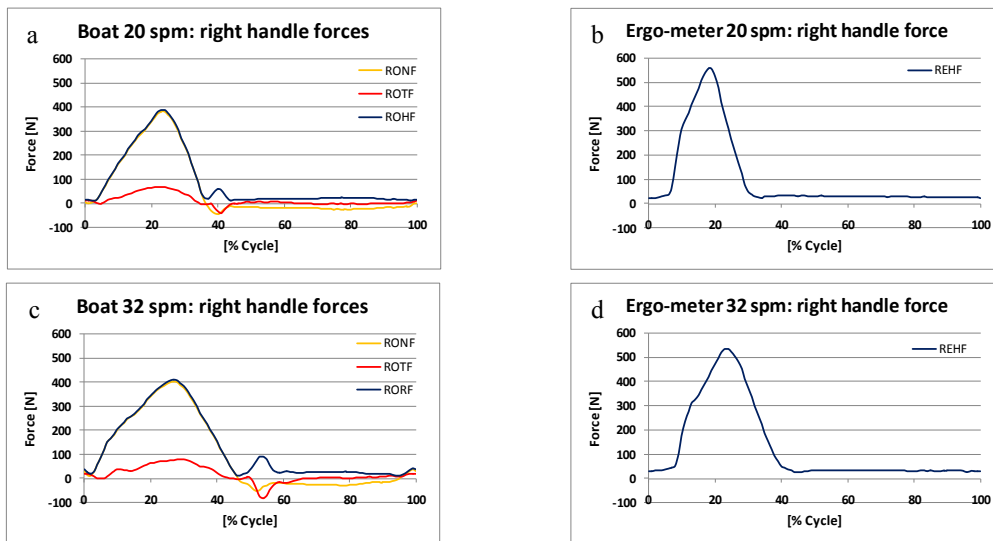 a
Boat 20 spm: right handle forces
Force [N]
600
500
400
300
200
100
0
-100
0 20 40 60 80 100
[% Cycle]
RONF
ROTF
ROHF
b
Ergo-meter 20 spm: right handle force
Force [N]
600
500
400
300
200
100
0
-100
0 20 40 60 80 100
[% Cycle]
REHF
c
Boat 32 spm: right handle forces
Force [N]
600
500
400
300
200
100
0
-100
0 20 40 60 80 100
[% Cycle]
RONF
ROTF
RORF
d
Ergo-meter 32 spm: right handle force
Force [N]
600
500
400
300
200
100
0
-100
0 20 40 60 80 100
[% Cycle]
REHF